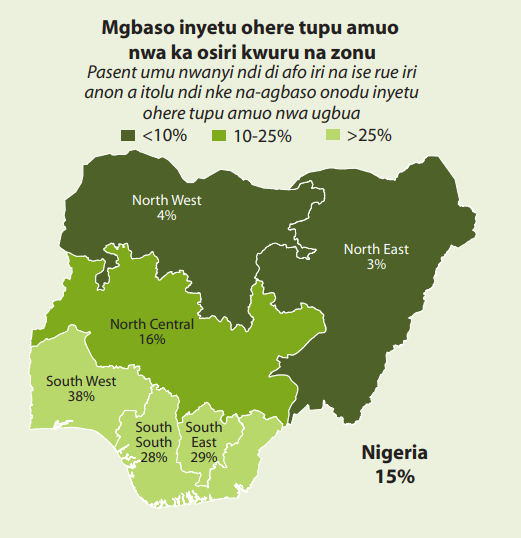 Mgbaso inyetu ohere tupu amuo
nwa ka osiri kwuru na zonu
Pasent umu nwanyi ndi di afo iri na ise rue iri
anon a itolu ndi nke na-agbaso onodu inyetu
ohere tupu amuo nwa ugbua
<10% 10-25% >25%
North West
4%
North East
3%
North Central
16%
South West
38%
South
South
28%
South
East
29%
Nigeria
15%